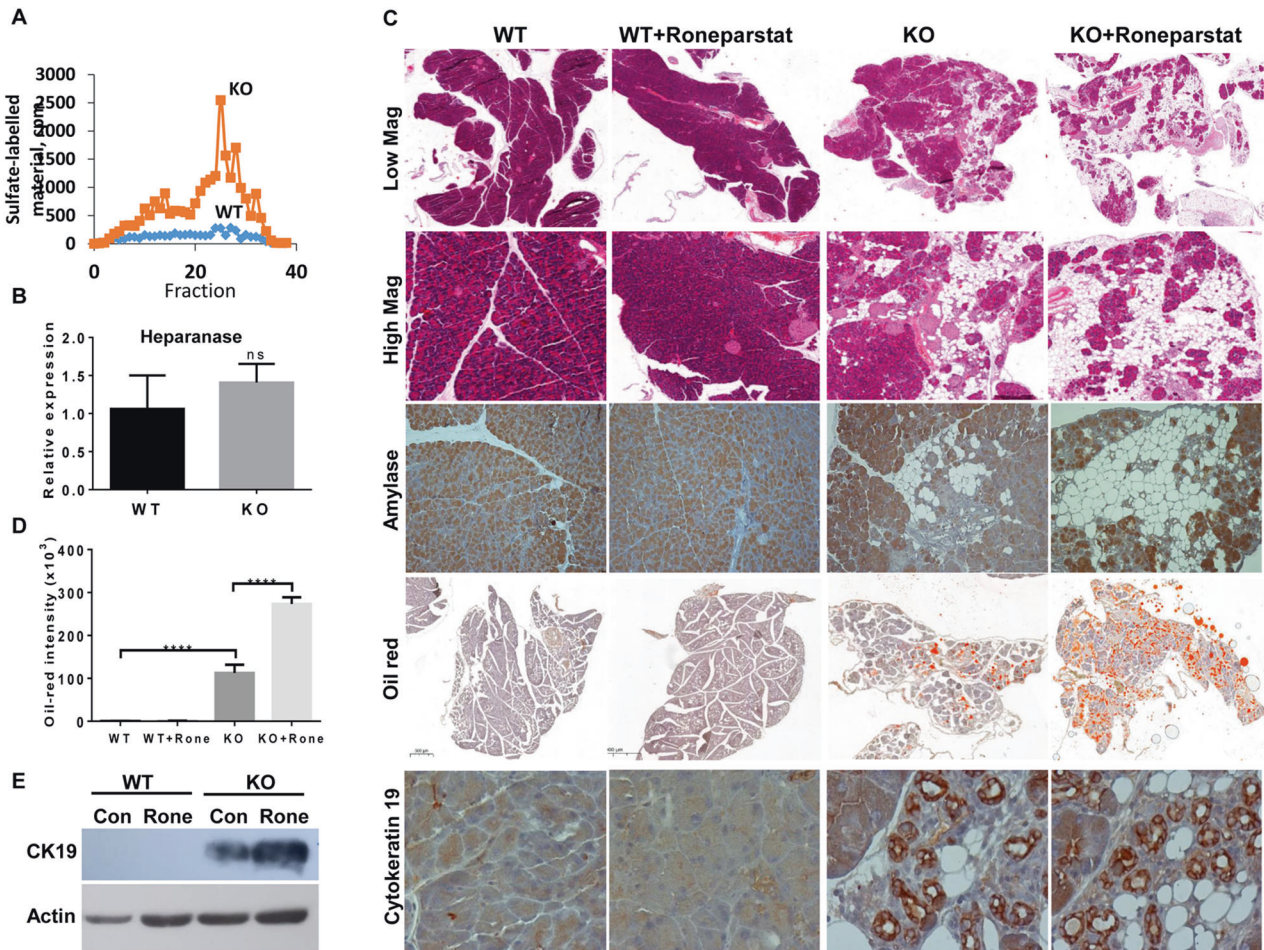 A
Sulfate-labelled
material, dpm
3000
2500
2000
1500
1000
500
0
KO
WT
0
20
40
Fraction
B
Heparanase
Relative expression
2.0
1.5
1.0
0.5
0.0
ns
WT
KO
D
Oil-red intensity (x10³)
400
300
200
100
0
****
****
WT
WT+Rone
KO
KO+Rone
E
WT
KO
Con
Rone
Con
Rone
CK19
Actin
C
WT
WT+Roneparstat
KO
KO+Roneparstat
Low Mag
High Mag
Amylase
Oil red
Cytokeratin 19